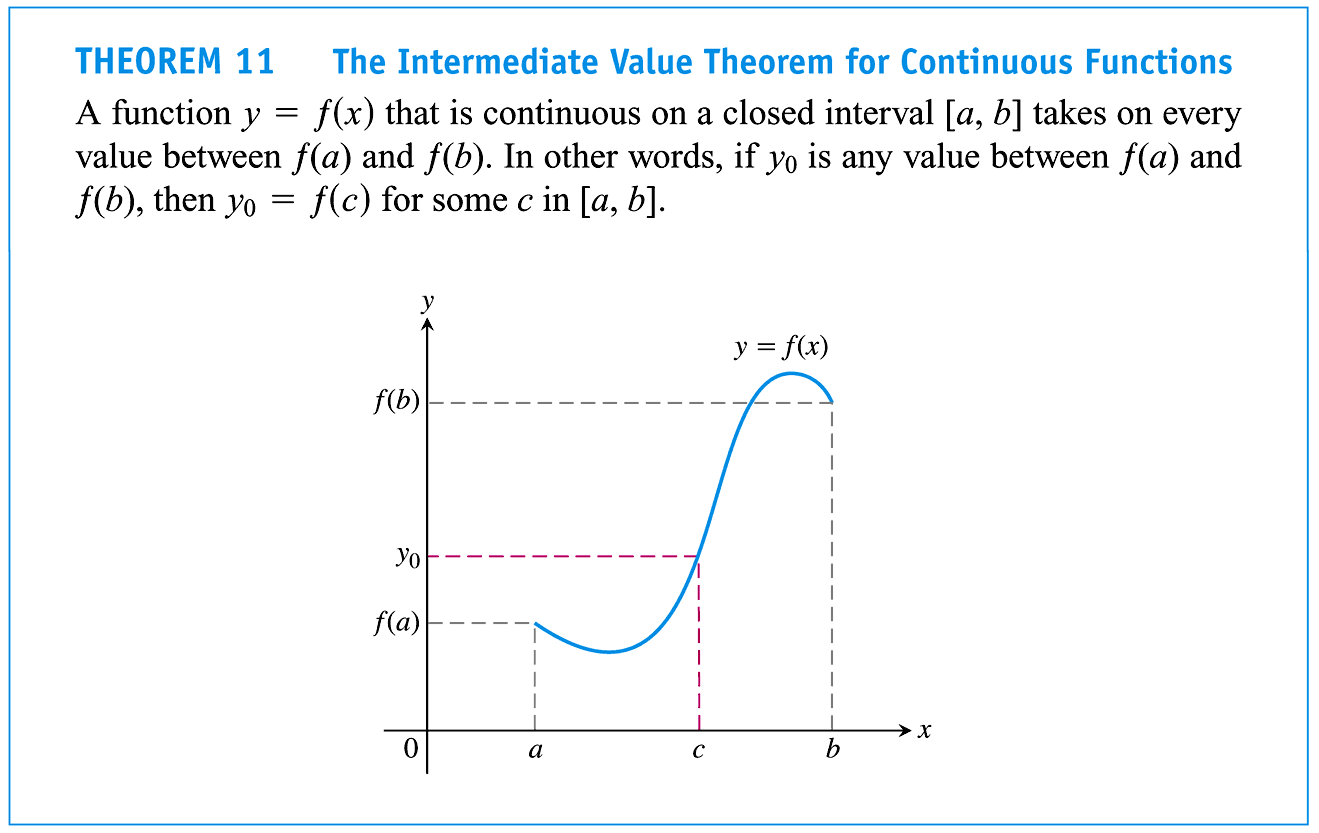 THEOREM 11 The Intermediate Value Theorem for Continuous Functions
A function y = f(x) that is continuous on a closed interval [a, b] takes on every
value between f(a) and f(b). In other words, if y₀ is any value between f(a) and
f(b), then y₀ = f(c) for some c in [a, b].
y
y = f(x)
f(b)
y₀
f(a)
x
0 a c b